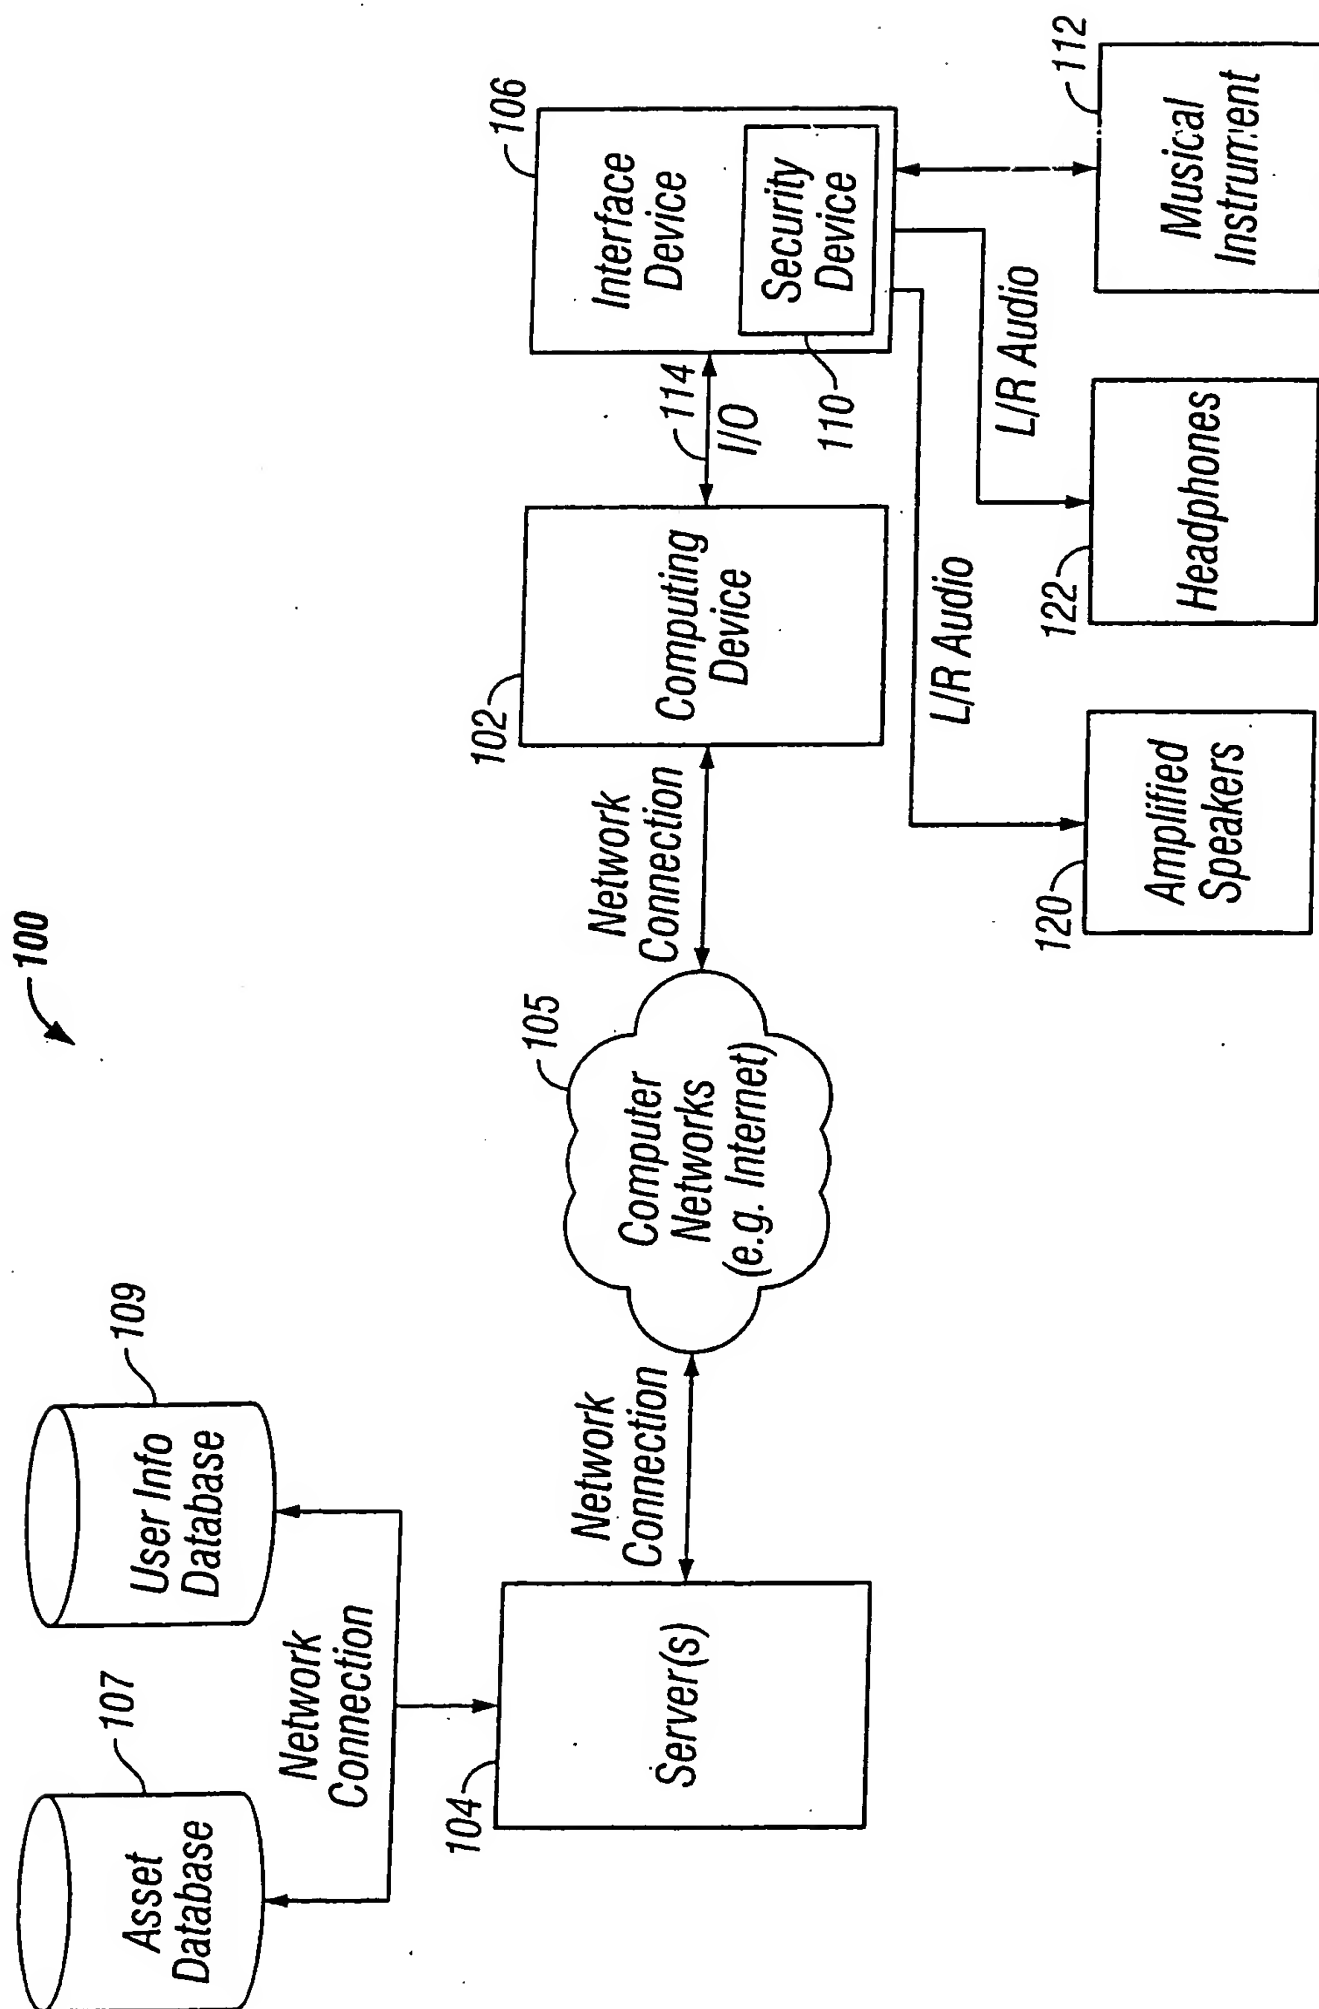 100
Asset
Database
107
User Info
Database
109
Network
Connection
Server(s)
104
Network
Connection
Computer
Networks
(e.g. Internet)
105
Network
Connection
Computing
Device
102
114
I/O
Interface
Device
106
Security
Device
110
L/R Audio
L/R Audio
Amplified
Speakers
120
Headphones
122
Musical
Instrument
112